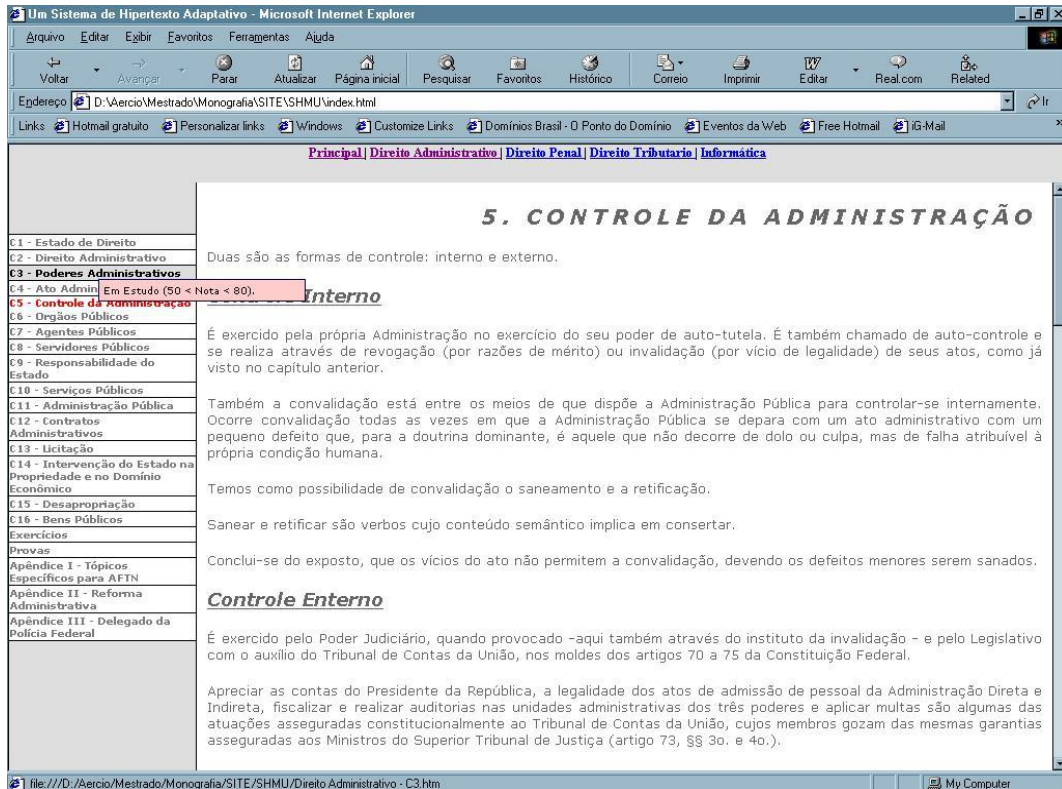 Um Sistema de Hipertexto Adaptativo - Microsoft Internet Explorer
Arquivo Editar Exibir Favoritos Ferramentas Ajuda
Voltar Avançar Parar Atualizar Página inicial Pesquisar Favoritos Histórico Correio Imprimir Editar Real.com Related
Endereço D:\Aercio\Mestrado\Monografia\SITE\SHMU\index.html Ir
Links Hotmail gratuito Personalizar links Windows Customize Links Domínios Brasil - O Ponto do Domínio Eventos da Web Free Hotmail iG-Mail »
Principal | Direito Administrativo | Direito Penal | Direito Tributario | Informática
C1 - Estado de Direito
C2 - Direito Administrativo
C3 - Poderes Administrativos
C4 - Ato Admin
Em Estudo (50 < Nota < 80).
C5 - Controle da Administração
C6 - Orgãos Públicos
C7 - Agentes Públicos
C8 - Servidores Públicos
C9 - Responsabilidade do
Estado
C10 - Serviços Públicos
C11 - Administração Pública
C12 - Contratos
Administrativos
C13 - Licitação
C14 - Intervenção do Estado na
Propriedade e no Domínio
Econômico
C15 - Desapropriação
C16 - Bens Públicos
Exercícios
Provas
Apêndice I - Tópicos
Específicos para AFTN
Apêndice II - Reforma
Administrativa
Apêndice III - Delegado da
Polícia Federal
5. CONTROLE DA ADMINISTRAÇÃO
Duas são as formas de controle: interno e externo.
Interno
É exercido pela própria Administração no exercício do seu poder de auto-tutela. É também chamado de auto-controle e
se realiza através de revogação (por razões de mérito) ou invalidação (por vício de legalidade) de seus atos, como já
visto no capítulo anterior.
Também a convalidação está entre os meios de que dispõe a Administração Pública para controlar-se internamente.
Ocorre convalidação todas as vezes em que a Administração Pública se depara com um ato administrativo com um
pequeno defeito que, para a doutrina dominante, é aquele que não decorre de dolo ou culpa, mas de falha atribuível à
própria condição humana.
Temos como possibilidade de convalidação o saneamento e a retificação.
Sanear e retificar são verbos cujo conteúdo semântico implica em consertar.
Conclui-se do exposto, que os vícios do ato não permitem a convalidação, devendo os defeitos menores serem sanados.
Controle Enterno
É exercido pelo Poder Judiciário, quando provocado -aqui também através do instituto da invalidação - e pelo Legislativo
com o auxílio do Tribunal de Contas da União, nos moldes dos artigos 70 a 75 da Constituição Federal.
Apreciar as contas do Presidente da República, a legalidade dos atos de admissão de pessoal da Administração Direta e
Indireta, fiscalizar e realizar auditorias nas unidades administrativas dos três poderes e aplicar multas são algumas das
atuações asseguradas constitucionalmente ao Tribunal de Contas da União, cujos membros gozam das mesmas garantias
asseguradas aos Ministros do Superior Tribunal de Justiça (artigo 73, §§ 3o. e 4o.).
file:///D:/Aercio/Mestrado/Monografia/SITE/SHMU/Direito Administrativo - C3.htm My Computer